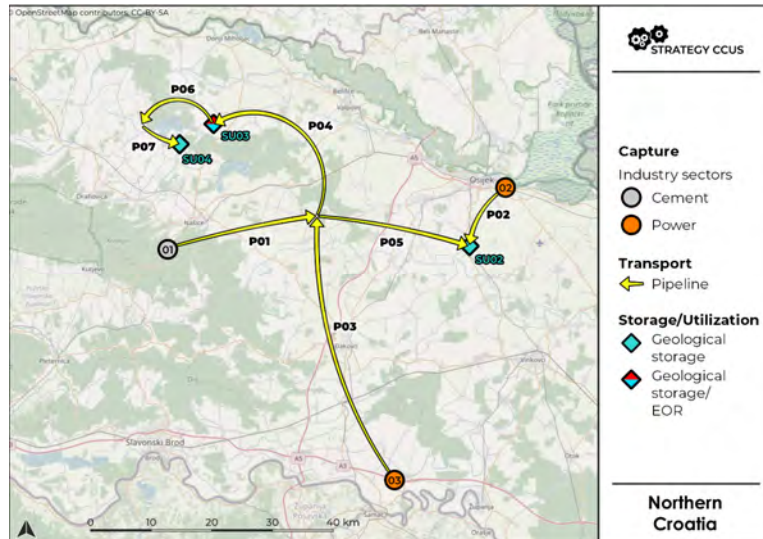 © OpenStreetMap contributors, CC-BY-SA
STRATEGY CCUS
Capture
Industry sectors
Cement
Power
Transport
Pipeline
Storage/Utilization
Geological
storage
Geological
storage/
EOR
Northern
Croatia
P06
P04
SU03
P07
SU04
Osijek
02
P02
01
P01
P05
SU02
P03
Vinkovci
Slavonski Brod
03
0 10 20 30 40 km